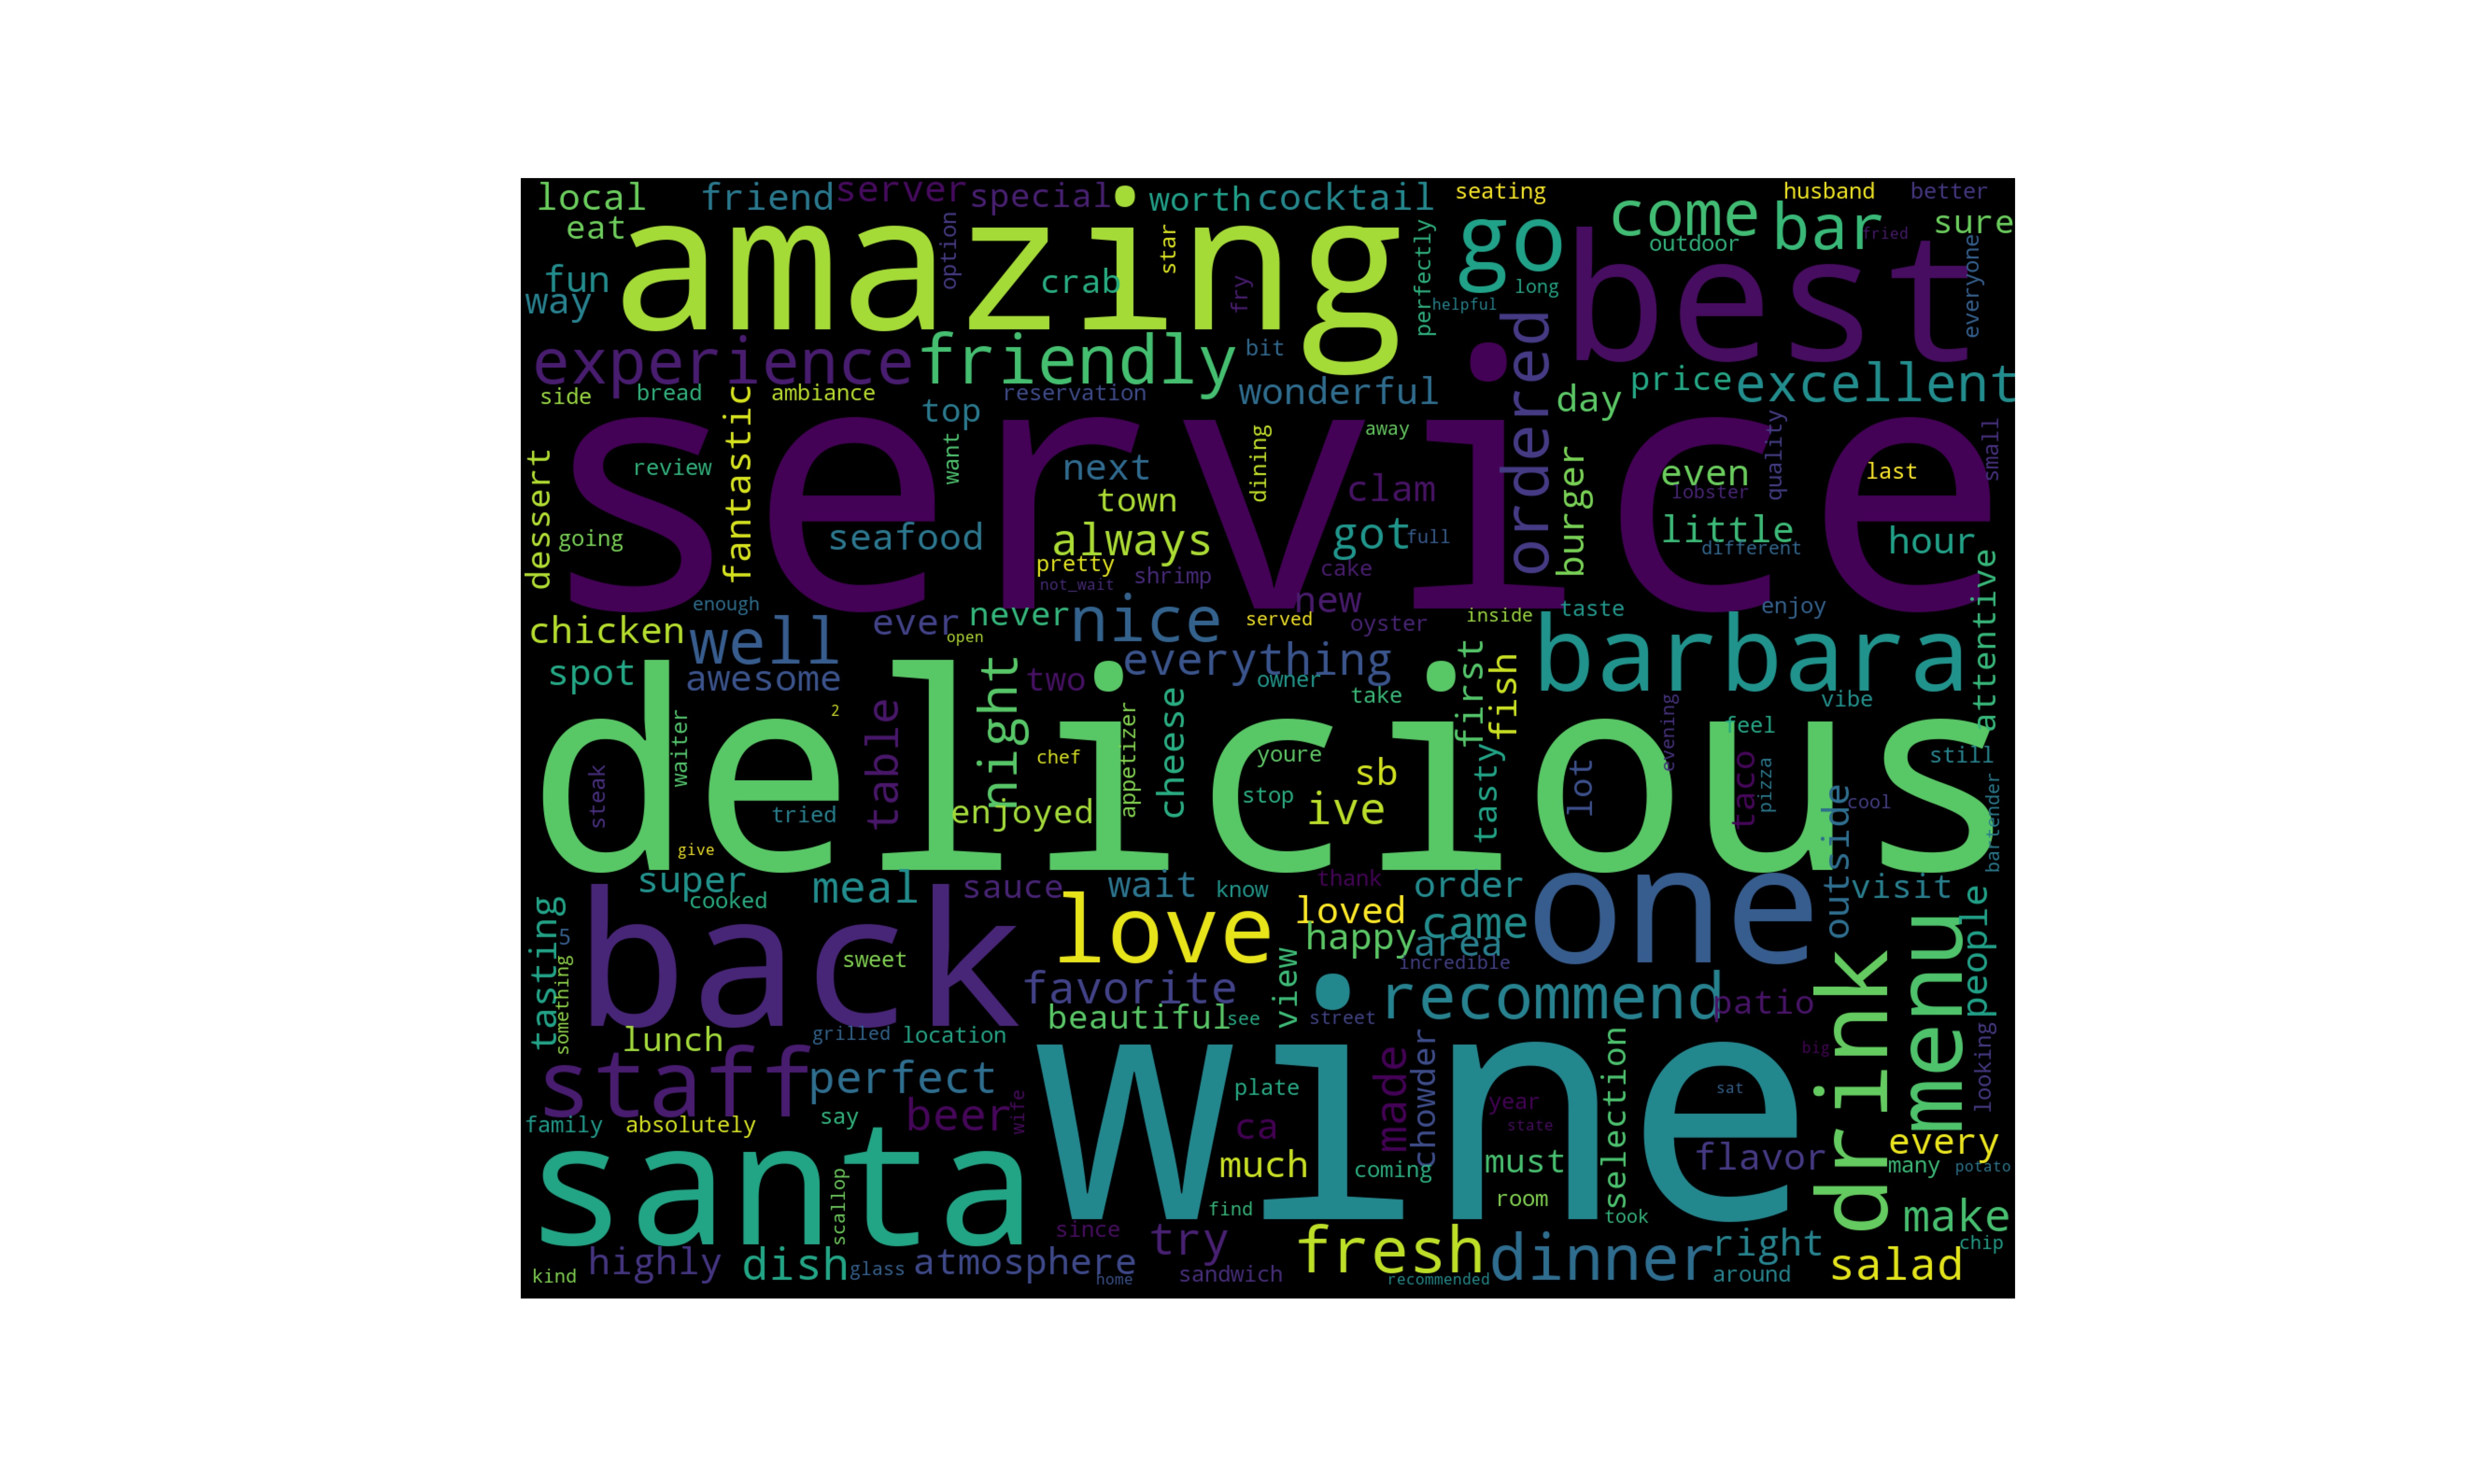 local friend server special worth cocktail seating husband better
eat amazing option star crab fry perfectly go come bar sure
outdoor fried everyone
fun way helpful long best
experience friendly bit ordered
side bread ambiance fantastic top reservation wonderful day price excellent
service
dessert review want next dining away clam burger even quality last small
town lobster
going seafood always got full little different hour
pretty shrimp cake
not_wait new attentive
enough ever never nice served oyster inside taste enjoy
chicken well open everything barbara
spot awesome two owner take first fish vibe
delicious
waiter 2 table night appetizer cheese evening feel
steak chef youre sb tasty lot taco pizza still
tried enjoyed stop ive outside cool bartender
give
super meal sauce wait know thank order one visit
cooked love loved came people
tasting 5 back happy area drink menu
something sweet favorite view incredible recommend patio
beautiful see street
lunch grilled location wine
staff perfect plate made chowder selection big looking
beer wife ca year sat
family absolutely say state every
santa much coming must flavor many potato
scallop find room took make
since try fresh dinner right chip
kind highly dish glass atmosphere home sandwich recommended around salad